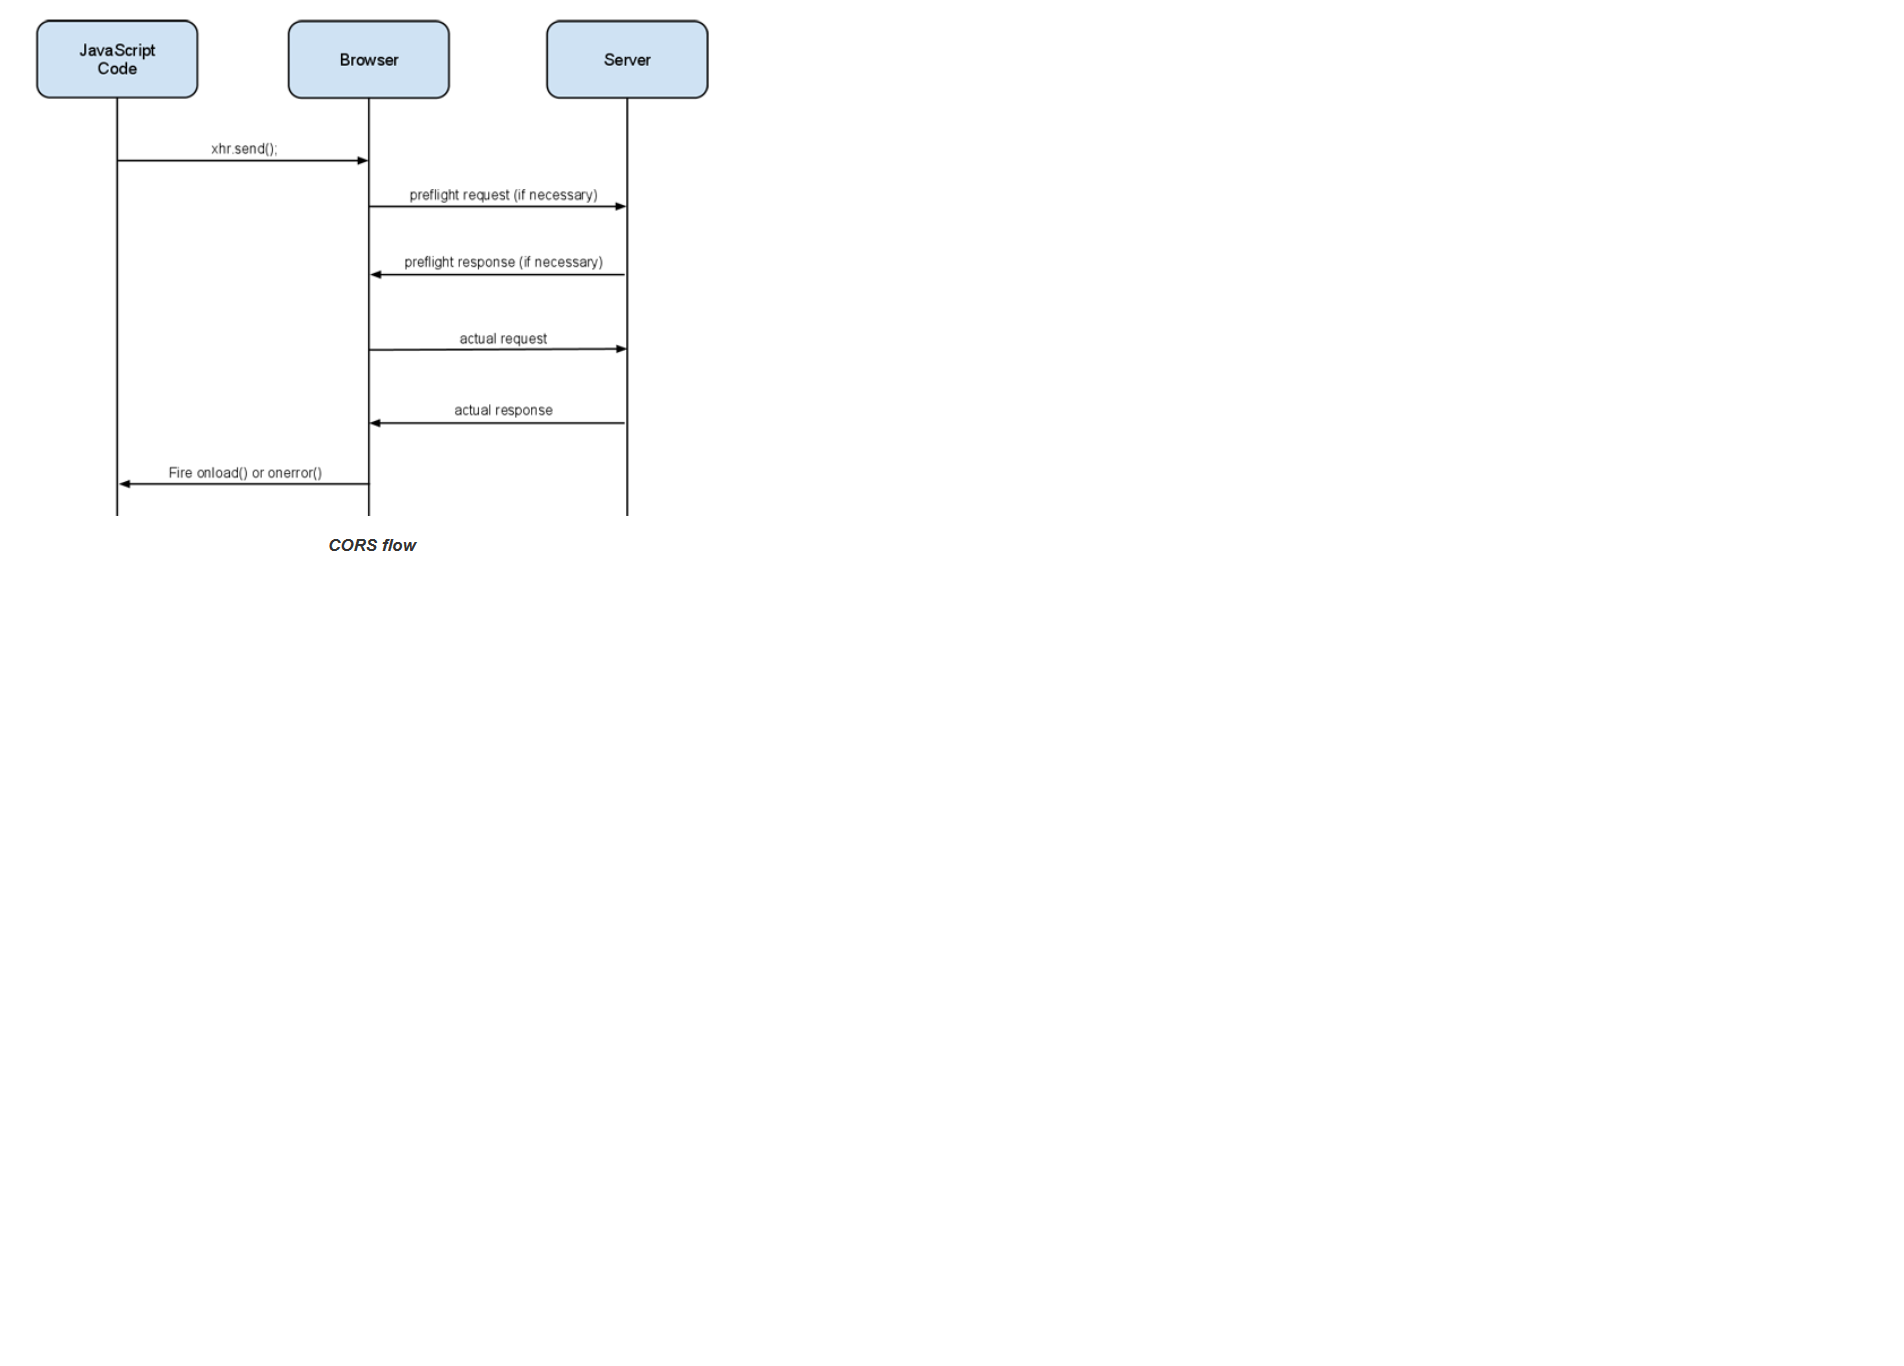 JavaScript
Code
Browser
Server
xhr.send();
preflight request (if necessary)
preflight response (if necessary)
actual request
actual response
Fire onload() or onerror()
CORS flow